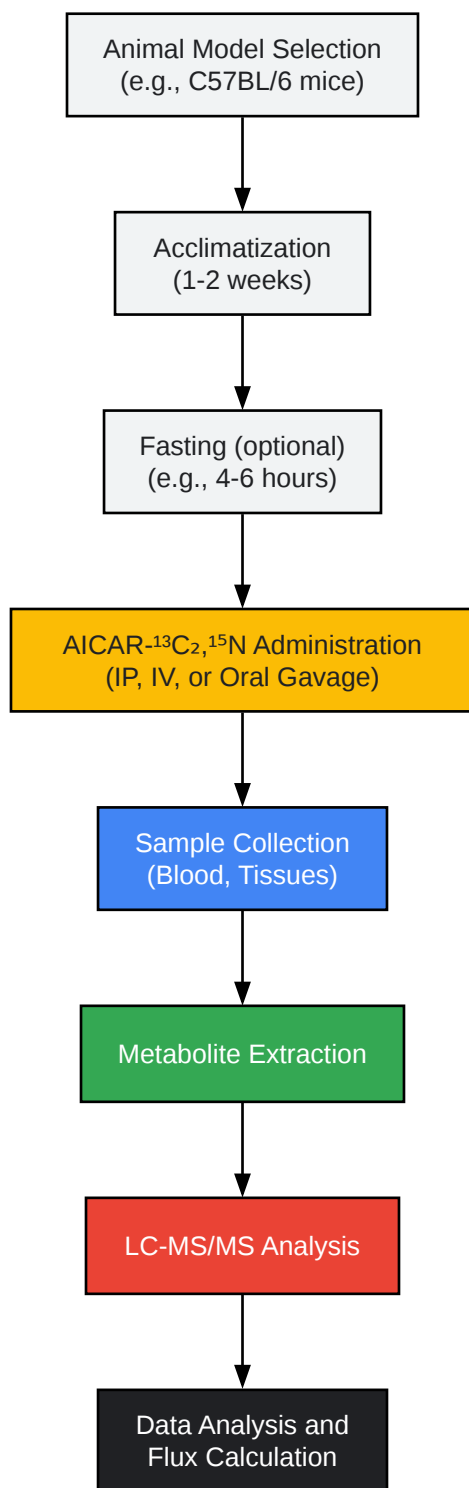 Animal Model Selection
(e.g., C57BL/6 mice)
Acclimatization
(1-2 weeks)
Fasting (optional)
(e.g., 4-6 hours)
AICAR-¹³C₂,¹⁵N Administration
(IP, IV, or Oral Gavage)
Sample Collection
(Blood, Tissues)
Metabolite Extraction
LC-MS/MS Analysis
Data Analysis and
Flux Calculation